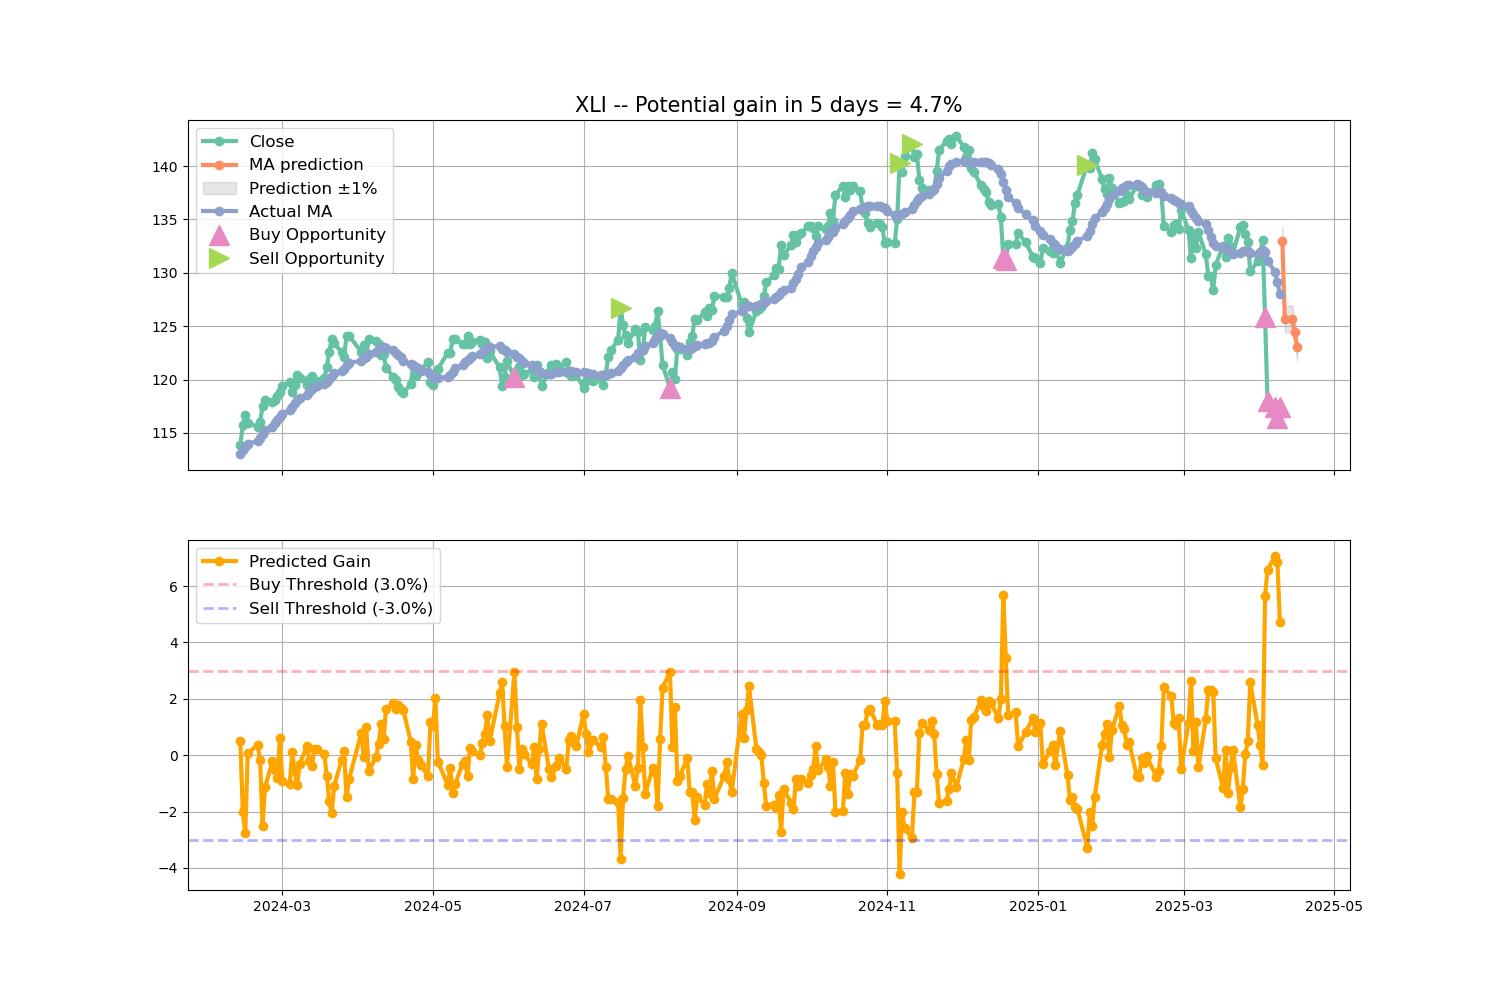 XLI -- Potential gain in 5 days = 4.7%
Close
MA prediction
Prediction ±1%
Actual MA
Buy Opportunity
Sell Opportunity
140
135
130
125
120
115
Predicted Gain
Buy Threshold (3.0%)
Sell Threshold (-3.0%)
6
4
2
0
−2
−4
2024-03 2024-05 2024-07 2024-09 2024-11 2025-01 2025-03 2025-05